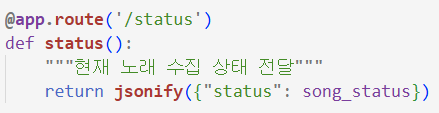 @app.route('/status')
def status():
    """현재 노래 수집 상태 전달"""
    return jsonify({"status": song_status})